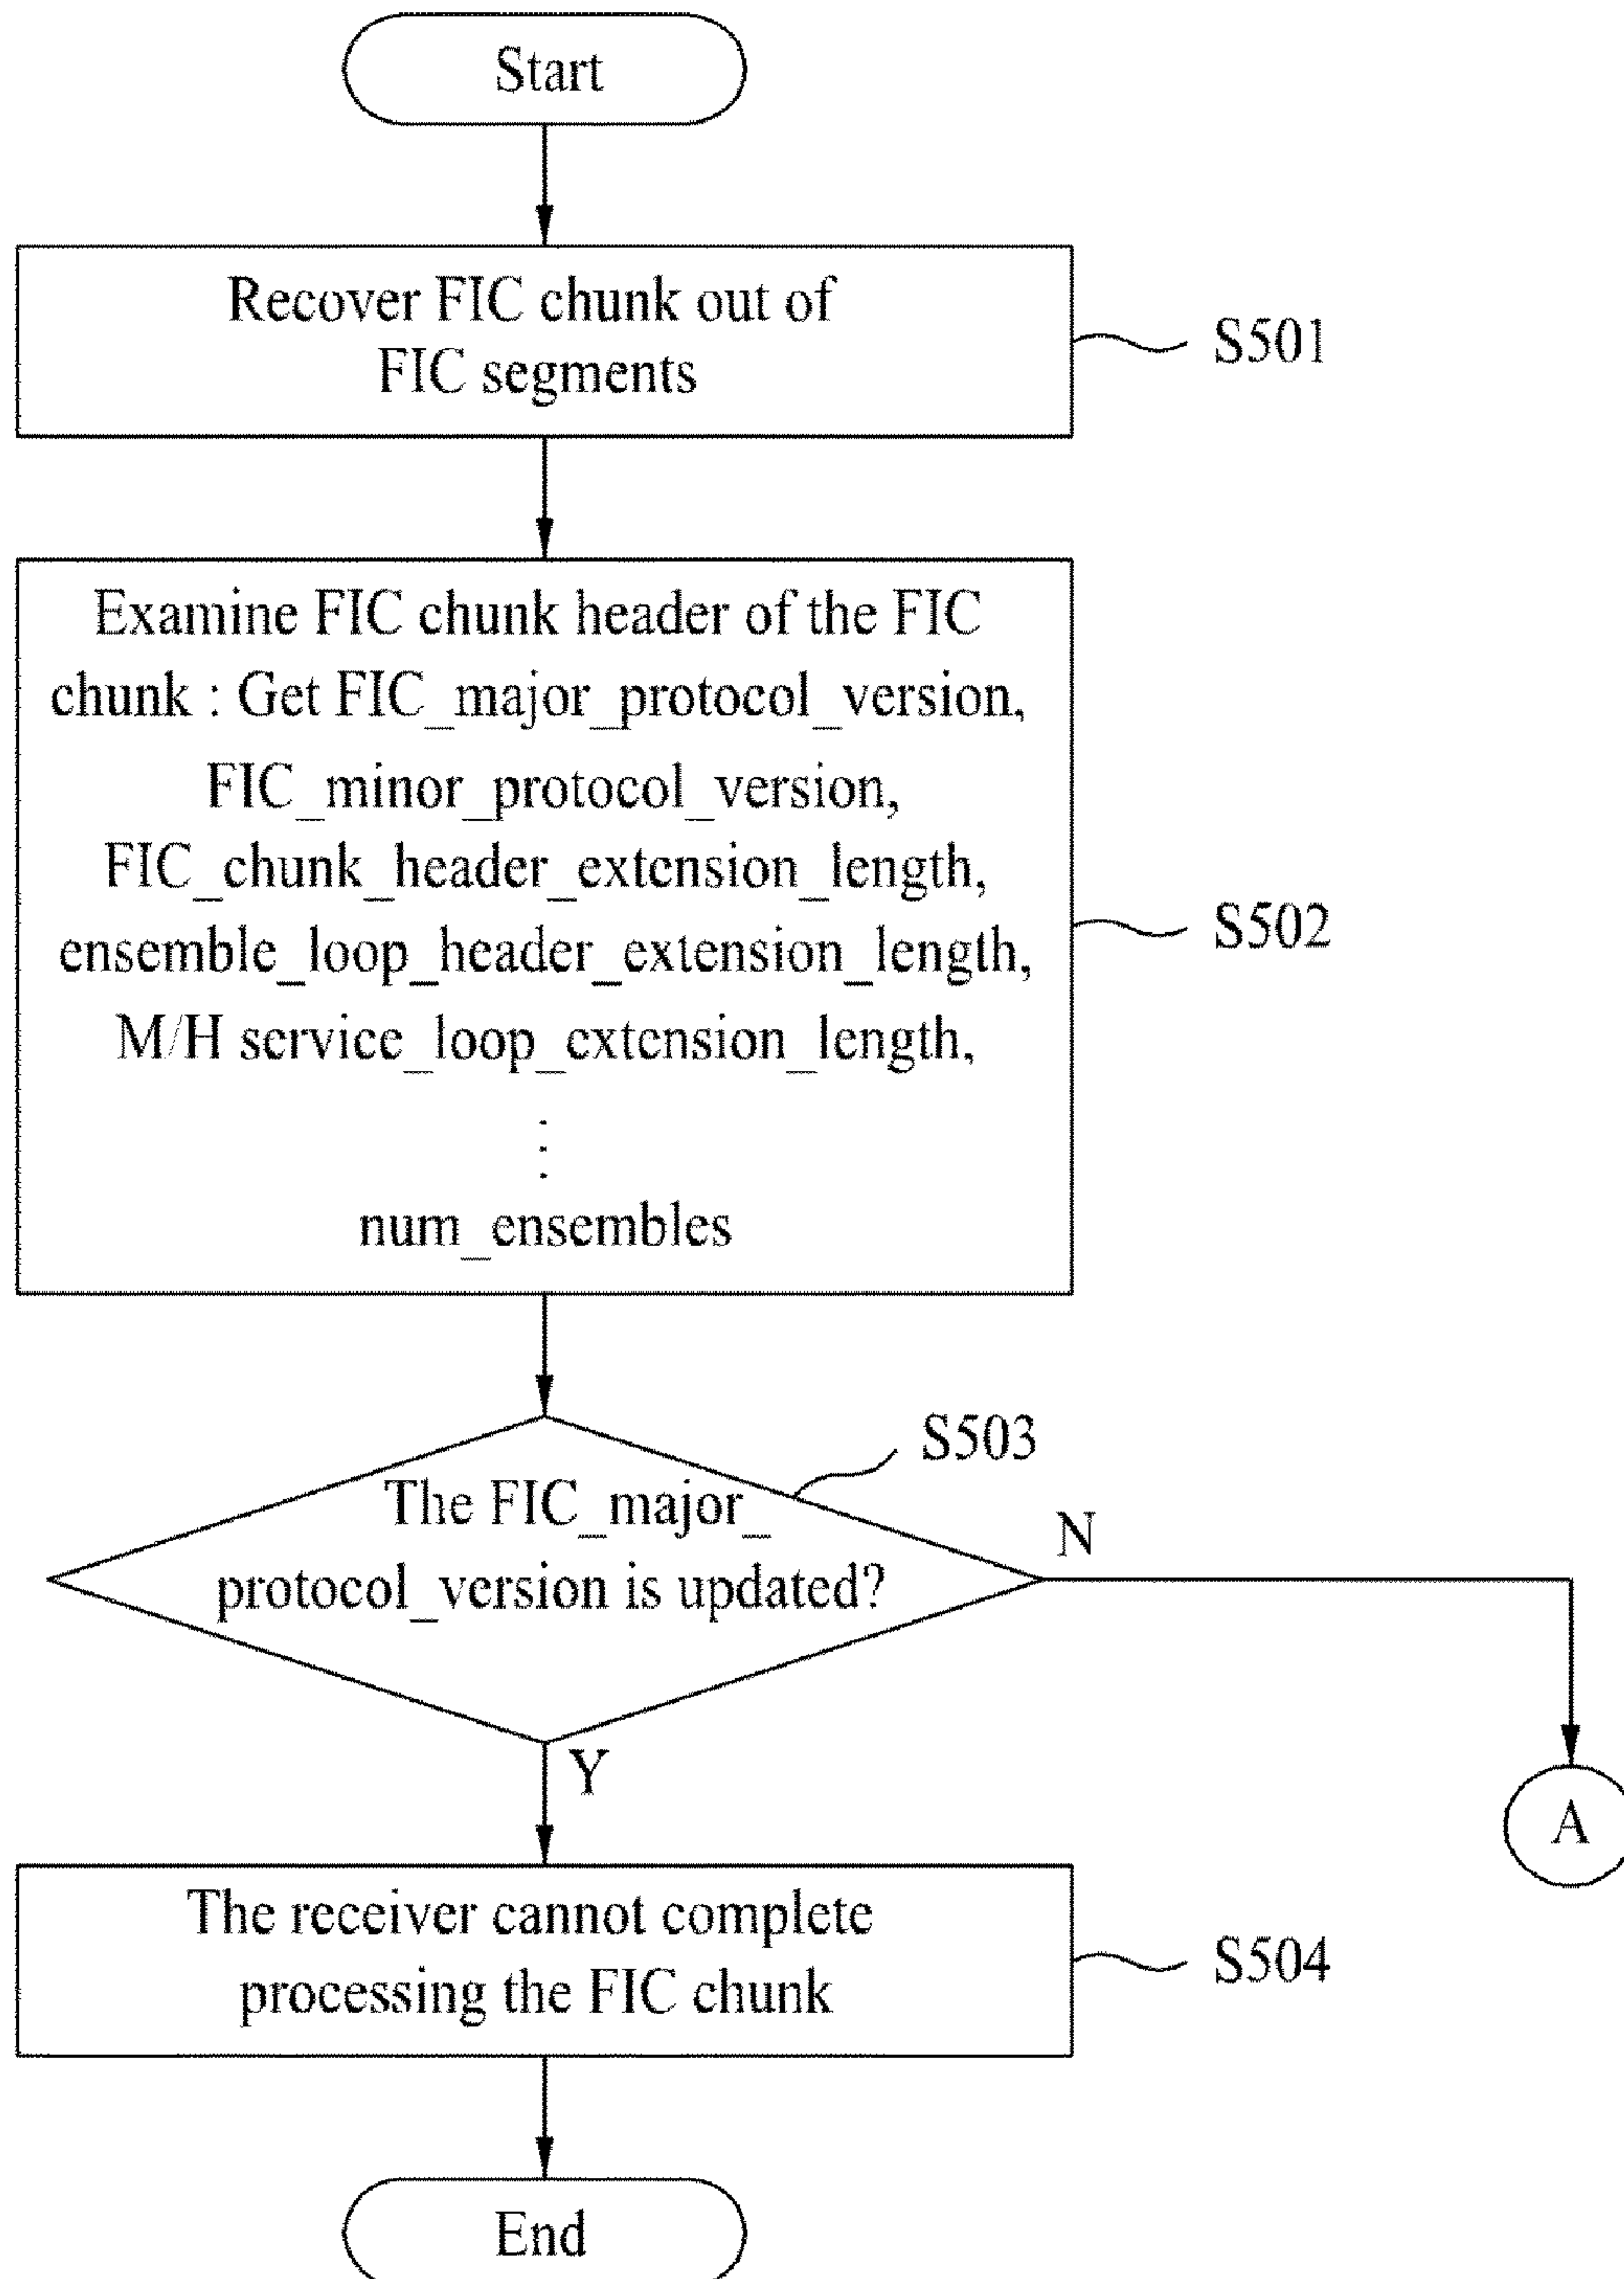 Start
Recover FIC chunk out of
FIC segments
S501
Examine FIC chunk header of the FIC
chunk : Get FIC_major_protocol_version,
FIC_minor_protocol_version,
FIC_chunk_header_extension_length,
ensemble_loop_header_extension_length,
M/H service_loop_extension_length,
⋮
num_ensembles
S502
S503
The FIC_major_
protocol_version is updated?
N
Y
A
The receiver cannot complete
processing the FIC chunk
S504
End